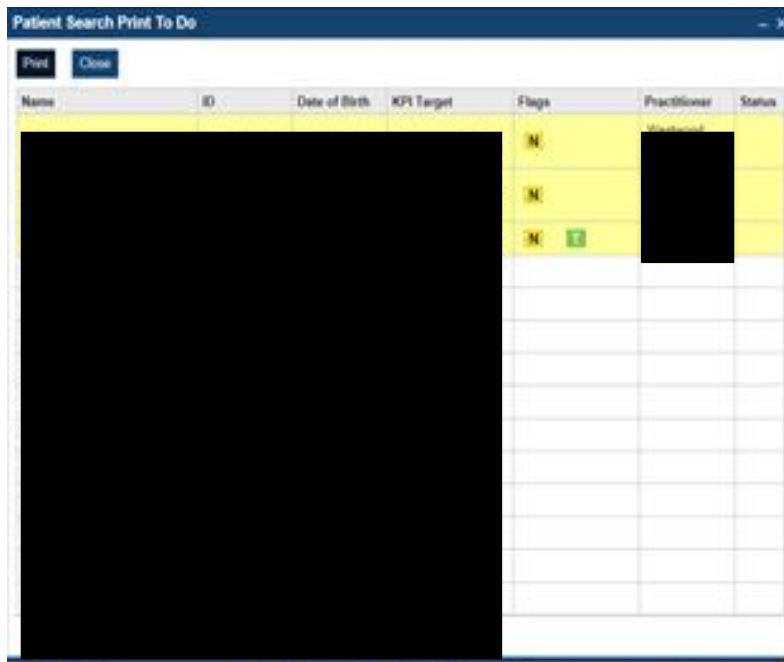 Patient Search Print To Do
Print Close
Name ID Date of Birth KPI Target Flags Practitioner Status
N
N
N T